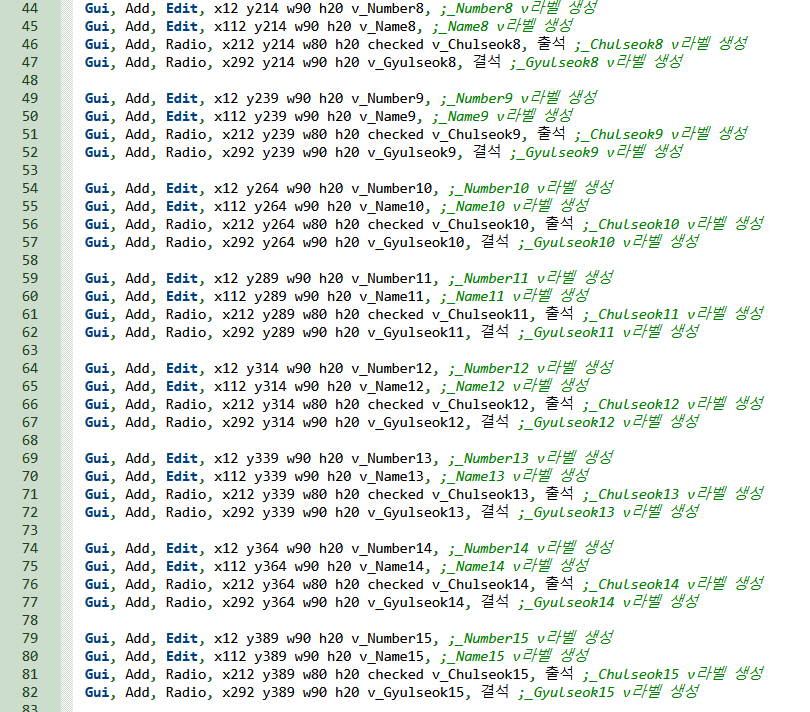 44 Gui, Add, Edit, x12 y214 w90 h20 v_Number8, ;_Number8 v라벨 생성
45 Gui, Add, Edit, x112 y214 w90 h20 v_Name8, ;_Name8 v라벨 생성
46 Gui, Add, Radio, x212 y214 w80 h20 checked v_Chulseok8, 출석 ;_Chulseok8 v라벨 생성
47 Gui, Add, Radio, x292 y214 w90 h20 v_Gyulseok8, 결석 ;_Gyulseok8 v라벨 생성
48
49 Gui, Add, Edit, x12 y239 w90 h20 v_Number9, ;_Number9 v라벨 생성
50 Gui, Add, Edit, x112 y239 w90 h20 v_Name9, ;_Name9 v라벨 생성
51 Gui, Add, Radio, x212 y239 w80 h20 checked v_Chulseok9, 출석 ;_Chulseok9 v라벨 생성
52 Gui, Add, Radio, x292 y239 w90 h20 v_Gyulseok9, 결석 ;_Gyulseok9 v라벨 생성
53
54 Gui, Add, Edit, x12 y264 w90 h20 v_Number10, ;_Number10 v라벨 생성
55 Gui, Add, Edit, x112 y264 w90 h20 v_Name10, ;_Name10 v라벨 생성
56 Gui, Add, Radio, x212 y264 w80 h20 checked v_Chulseok10, 출석 ;_Chulseok10 v라벨 생성
57 Gui, Add, Radio, x292 y264 w90 h20 v_Gyulseok10, 결석 ;_Gyulseok10 v라벨 생성
58
59 Gui, Add, Edit, x12 y289 w90 h20 v_Number11, ;_Number11 v라벨 생성
60 Gui, Add, Edit, x112 y289 w90 h20 v_Name11, ;_Name11 v라벨 생성
61 Gui, Add, Radio, x212 y289 w80 h20 checked v_Chulseok11, 출석 ;_Chulseok11 v라벨 생성
62 Gui, Add, Radio, x292 y289 w90 h20 v_Gyulseok11, 결석 ;_Gyulseok11 v라벨 생성
63
64 Gui, Add, Edit, x12 y314 w90 h20 v_Number12, ;_Number12 v라벨 생성
65 Gui, Add, Edit, x112 y314 w90 h20 v_Name12, ;_Name12 v라벨 생성
66 Gui, Add, Radio, x212 y314 w80 h20 checked v_Chulseok12, 출석 ;_Chulseok12 v라벨 생성
67 Gui, Add, Radio, x292 y314 w90 h20 v_Gyulseok12, 결석 ;_Gyulseok12 v라벨 생성
68
69 Gui, Add, Edit, x12 y339 w90 h20 v_Number13, ;_Number13 v라벨 생성
70 Gui, Add, Edit, x112 y339 w90 h20 v_Name13, ;_Name13 v라벨 생성
71 Gui, Add, Radio, x212 y339 w80 h20 checked v_Chulseok13, 출석 ;_Chulseok13 v라벨 생성
72 Gui, Add, Radio, x292 y339 w90 h20 v_Gyulseok13, 결석 ;_Gyulseok13 v라벨 생성
73
74 Gui, Add, Edit, x12 y364 w90 h20 v_Number14, ;_Number14 v라벨 생성
75 Gui, Add, Edit, x112 y364 w90 h20 v_Name14, ;_Name14 v라벨 생성
76 Gui, Add, Radio, x212 y364 w80 h20 checked v_Chulseok14, 출석 ;_Chulseok14 v라벨 생성
77 Gui, Add, Radio, x292 y364 w90 h20 v_Gyulseok14, 결석 ;_Gyulseok14 v라벨 생성
78
79 Gui, Add, Edit, x12 y389 w90 h20 v_Number15, ;_Number15 v라벨 생성
80 Gui, Add, Edit, x112 y389 w90 h20 v_Name15, ;_Name15 v라벨 생성
81 Gui, Add, Radio, x212 y389 w80 h20 checked v_Chulseok15, 출석 ;_Chulseok15 v라벨 생성
82 Gui, Add, Radio, x292 y389 w90 h20 v_Gyulseok15, 결석 ;_Gyulseok15 v라벨 생성
83